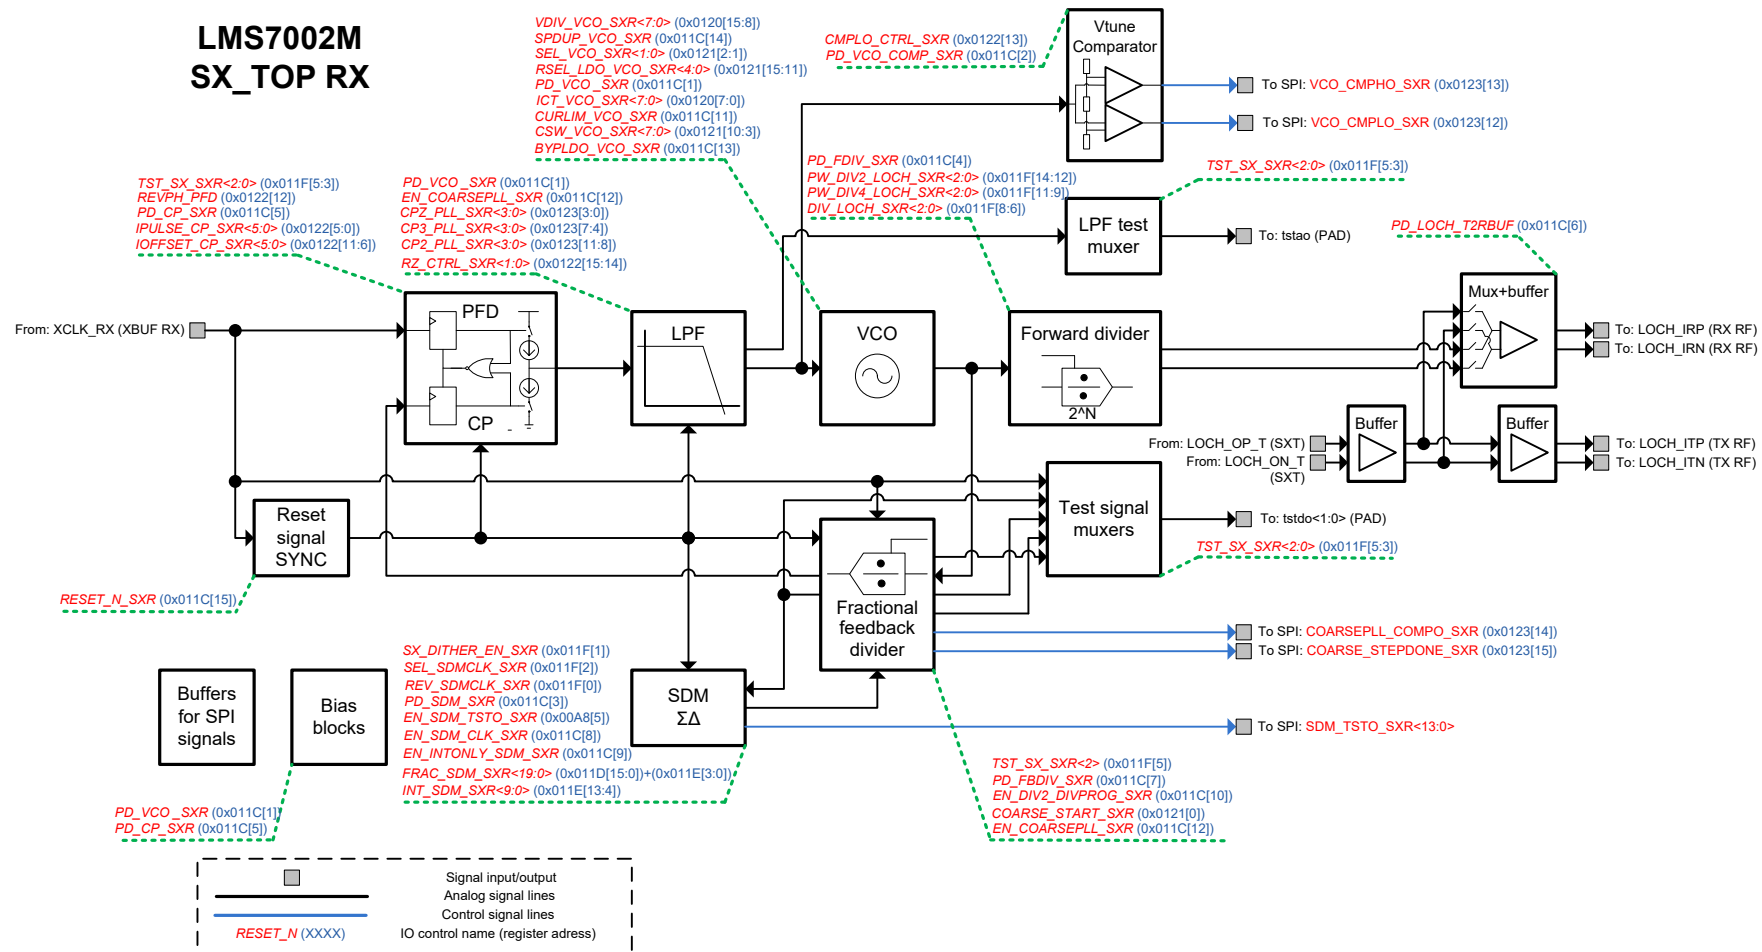 LMS7002M
SX_TOP RX
VDIV_VCO_SXR<7:0> (0x0120[15:8])
SPDUP_VCO_SXR (0x011C[14])
SEL_VCO_SXR<1:0> (0x0121[2:1])
RSEL_LDO_VCO_SXR<4:0> (0x0121[15:11])
PD_VCO _SXR (0x011C[1])
ICT_VCO_SXR<7:0> (0x0120[7:0])
CURLIM_VCO_SXR (0x011C[11])
CSW_VCO_SXR<7:0> (0x0121[10:3])
BYPLDO_VCO_SXR (0x011C[13])
CMPLO_CTRL_SXR (0x0122[13])
PD_VCO_COMP_SXR (0x011C[2])
Vtune
Comparator
To SPI: VCO_CMPHO_SXR (0x0123[13])
To SPI: VCO_CMPLO_SXR (0x0123[12])
TST_SX_SXR<2:0> (0x011F[5:3])
REVPH_PFD (0x0122[12])
PD_CP_SXR (0x011C[5])
IPULSE_CP_SXR<5:0> (0x0122[5:0])
IOFFSET_CP_SXR<5:0> (0x0122[11:6])
PD_VCO _SXR (0x011C[1])
EN_COARSEPLL_SXR (0x011C[12])
CPZ_PLL_SXR<3:0> (0x0123[3:0])
CP3_PLL_SXR<3:0> (0x0123[7:4])
CP2_PLL_SXR<3:0> (0x0123[11:8])
RZ_CTRL_SXR<1:0> (0x0122[15:14])
PD_FDIV_SXR (0x011C[4])
PW_DIV2_LOCH_SXR<2:0> (0x011F[14:12])
PW_DIV4_LOCH_SXR<2:0> (0x011F[11:9])
DIV_LOCH_SXR<2:0> (0x011F[8:6])
TST_SX_SXR<2:0> (0x011F[5:3])
LPF test
muxer
To: tstao (PAD)
PD_LOCH_T2RBUF (0x011C[6])
From: XCLK_RX (XBUF RX)
PFD
CP
LPF
VCO
Forward divider
2^N
Mux+buffer
To: LOCH_IRP (RX RF)
To: LOCH_IRN (RX RF)
From: LOCH_OP_T (SXT)
From: LOCH_ON_T
(SXT)
Buffer
Buffer
To: LOCH_ITP (TX RF)
To: LOCH_ITN (TX RF)
Reset
signal
SYNC
RESET_N_SXR (0x011C[15])
Test signal
muxers
To: tstdo<1:0> (PAD)
TST_SX_SXR<2:0> (0x011F[5:3])
Fractional
feedback
divider
To SPI: COARSEPLL_COMPO_SXR (0x0123[14])
To SPI: COARSE_STEPDONE_SXR (0x0123[15])
Buffers
for SPI
signals
Bias
blocks
SX_DITHER_EN_SXR (0x011F[1])
SEL_SDMCLK_SXR (0x011F[2])
REV_SDMCLK_SXR (0x011F[0])
PD_SDM_SXR (0x011C[3])
EN_SDM_TSTO_SXR (0x00A8[5])
EN_SDM_CLK_SXR (0x011C[8])
EN_INTONLY_SDM_SXR (0x011C[9])
FRAC_SDM_SXR<19:0> (0x011D[15:0])+(0x011E[3:0])
INT_SDM_SXR<9:0> (0x011E[13:4])
SDM
ΣΔ
To SPI: SDM_TSTO_SXR<13:0>
TST_SX_SXR<2> (0x011F[5])
PD_FBDIV_SXR (0x011C[7])
EN_DIV2_DIVPROG_SXR (0x011C[10])
COARSE_START_SXR (0x0121[0])
EN_COARSEPLL_SXR (0x011C[12])
PD_VCO _SXR (0x011C[1])
PD_CP_SXR (0x011C[5])
Signal input/output
Analog signal lines
Control signal lines
RESET_N (XXXX) IO control name (register adress)